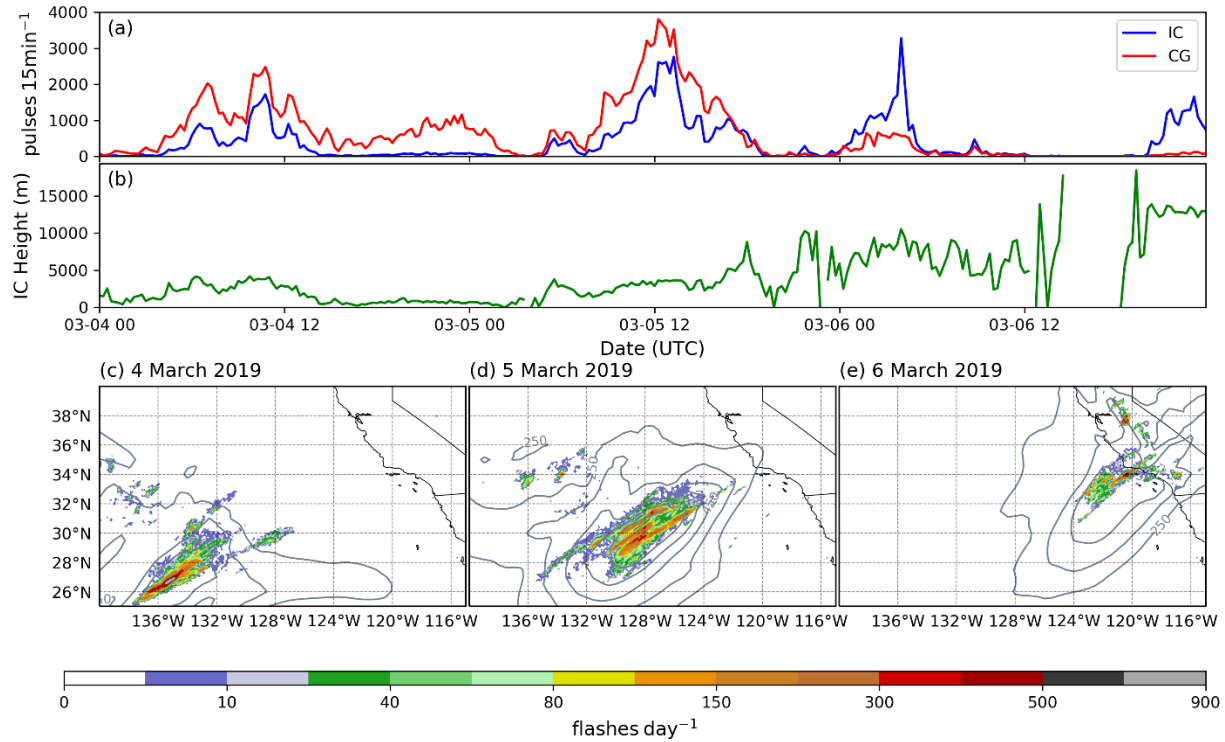 (a)
IC
CG
pulses 15min⁻¹
4000
3000
2000
1000
0
(b)
IC Height (m)
15000
10000
5000
0
03-04 00 03-04 12 03-05 00 03-05 12 03-06 00 03-06 12
Date (UTC)
(c) 4 March 2019 (d) 5 March 2019 (e) 6 March 2019
38°N
36°N
34°N
32°N
30°N
28°N
26°N
250
250
250
136°W 132°W 128°W 124°W 120°W 116°W 136°W 132°W 128°W 124°W 120°W 116°W 136°W 132°W 128°W 124°W 120°W 116°W
0 10 40 80 150 300 500 900
flashes day⁻¹